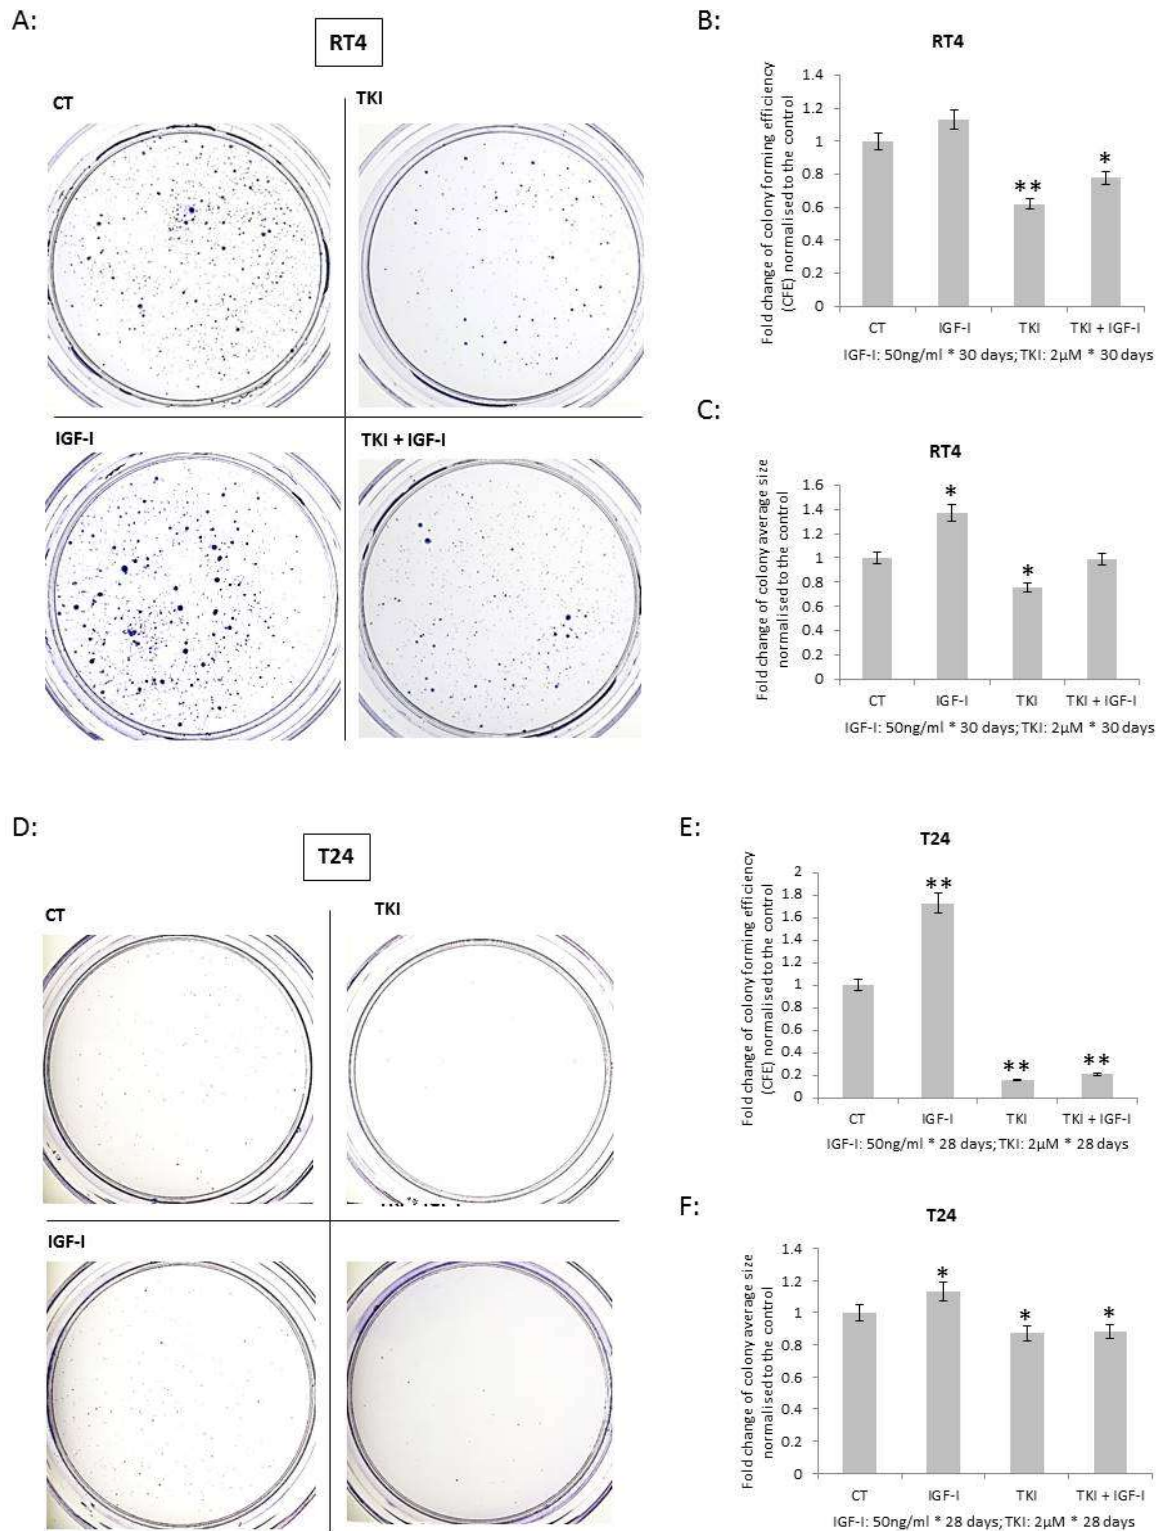 A:
RT4
CT
TKI
IGF-I
TKI + IGF-I
B:
RT4
Fold change of colony forming efficiency
(CFE) normalised to the control
1.4
1.2
1
0.8
0.6
0.4
0.2
0
**
*
CT
IGF-I
TKI
TKI + IGF-I
IGF-I: 50ng/ml * 30 days; TKI: 2μM * 30 days
C:
RT4
Fold change of colony average size
normalised to the control
1.6
1.4
1.2
1
0.8
0.6
0.4
0.2
0
*
*
CT
IGF-I
TKI
TKI + IGF-I
IGF-I: 50ng/ml * 30 days; TKI: 2μM * 30 days
D:
T24
CT
TKI
IGF-I
E:
T24
Fold change of colony forming efficiency
(CFE) normalised to the control
2
1.8
1.6
1.4
1.2
1
0.8
0.6
0.4
0.2
0
**
**
**
CT
IGF-I
TKI
TKI + IGF-I
IGF-I: 50ng/ml * 28 days; TKI: 2μM * 28 days
F:
T24
Fold change of colony average size
normalised to the control
1.4
1.2
1
0.8
0.6
0.4
0.2
0
*
*
*
CT
IGF-I
TKI
TKI + IGF-I
IGF-I: 50ng/ml * 28 days; TKI: 2μM * 28 days